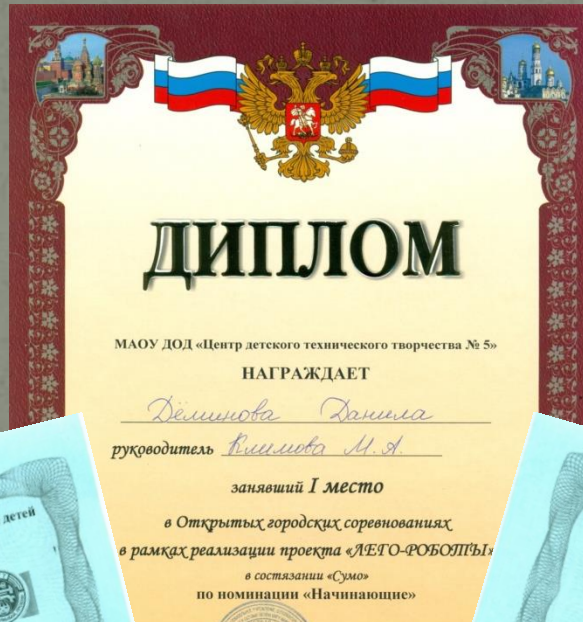 ДИПЛОМ
МАОУ ДОД «Центр детского технического творчества № 5»
НАГРАЖДАЕТ
Дёминова Данила
руководитель Климова М.А.
занявший I место
в Открытых городских соревнованиях
в рамках реализации проекта «ЛЕГО-РОБОТЫ»
в состязании «Сумо»
по номинации «Начинающие»
детей